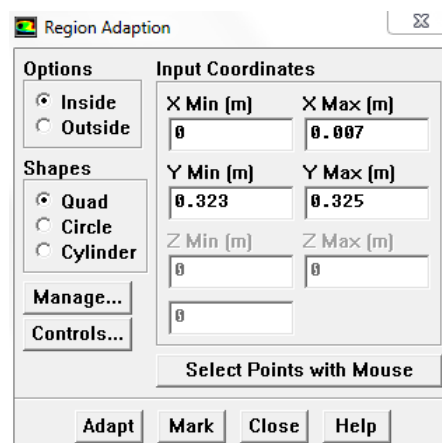 Region Adaption
Options
Inside
Outside
Shapes
Quad
Circle
Cylinder
Manage...
Controls...
Input Coordinates
X Min (m) X Max (m)
0 0.007
Y Min (m) Y Max (m)
0.323 0.325
Z Min (m) Z Max (m)
0 0
0
Select Points with Mouse
Adapt Mark Close Help